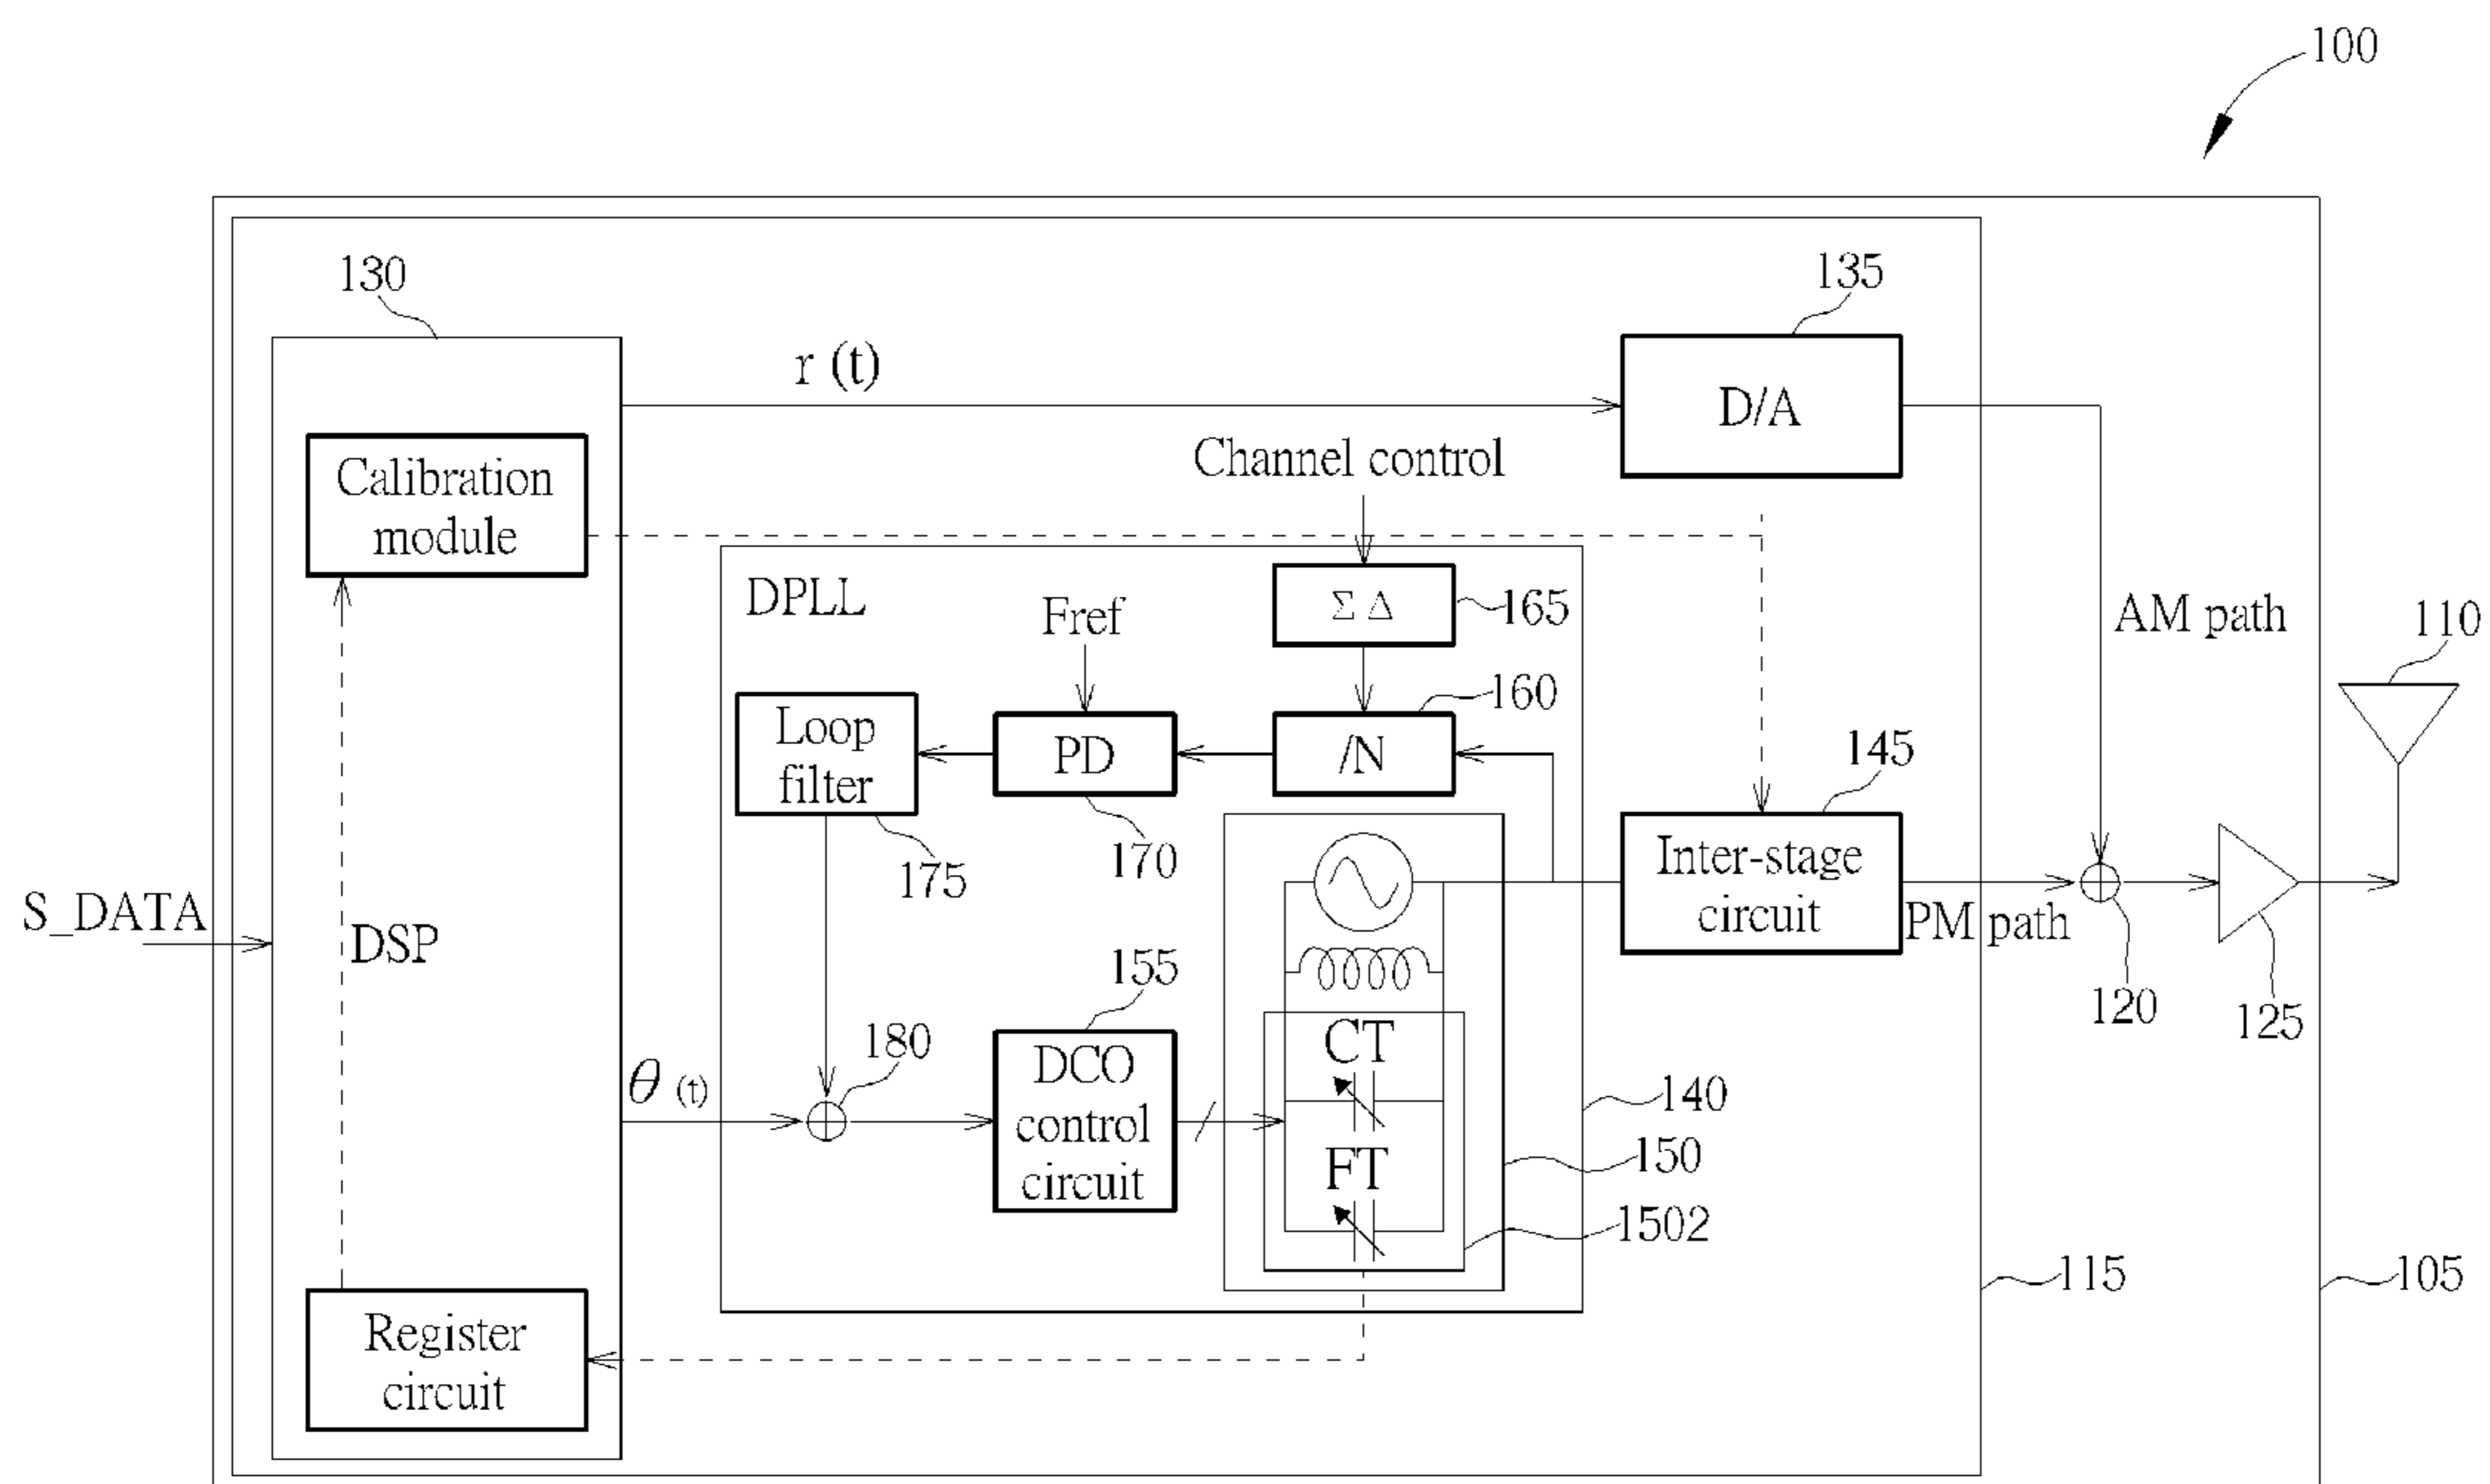 100
130
135
r (t)
D/A
Channel control
Calibration
module
DPLL
Fref
Σ Δ
165
AM path
110
Loop
filter
PD
/N
160
145
175
170
Inter-stage
circuit
PM path
S_DATA
DSP
155
120
125
180
θ (t)
DCO
control
circuit
CT
FT
140
150
1502
115
105
Register
circuit